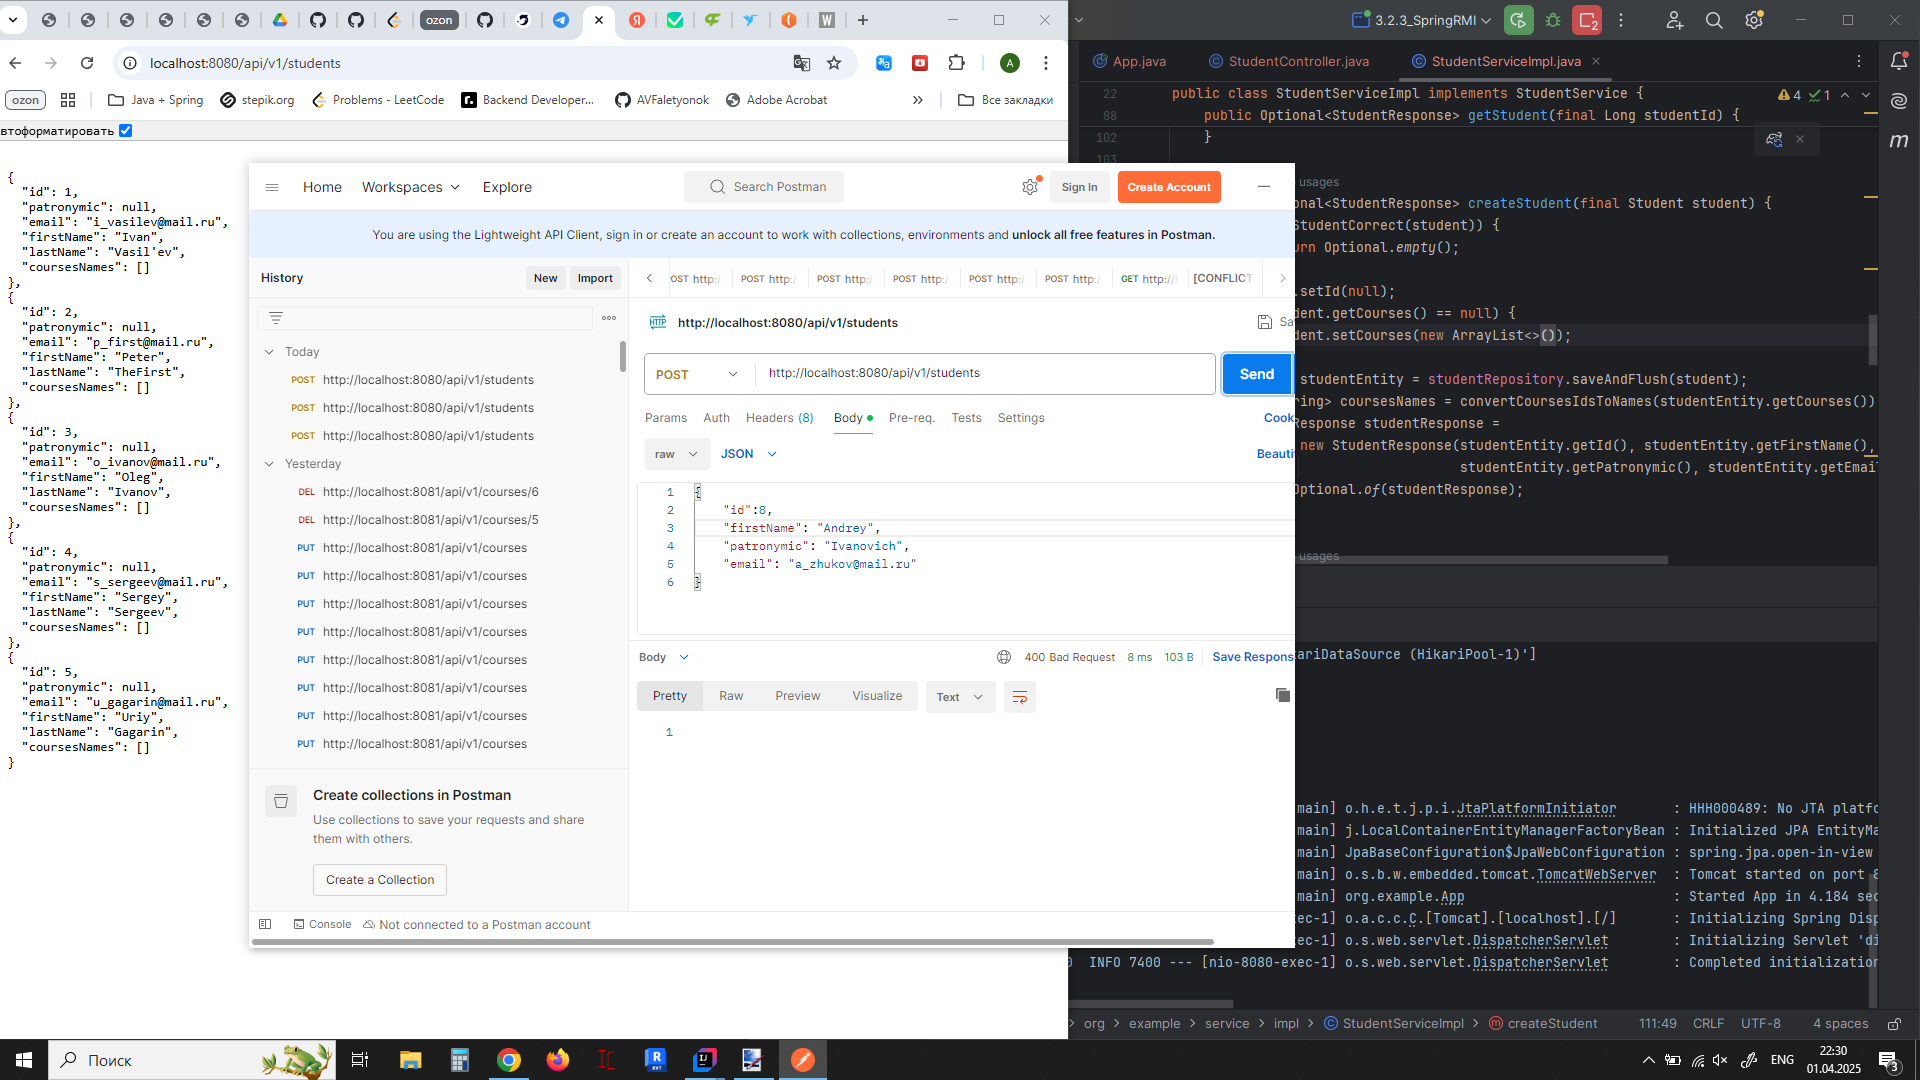 ozon
localhost:8080/api/v1/students
ozon
Java + Spring
stepik.org
Problems - LeetCode
Backend Developer...
AVFaletyonok
Adobe Acrobat
»
Все закладки
втоформатировать
{
"id": 1,
"patronymic": null,
"email": "i_vasilev@mail.ru",
"firstName": "Ivan",
"lastName": "Vasil'ev",
"coursesNames": []
},
{
"id": 2,
"patronymic": null,
"email": "p_first@mail.ru",
"firstName": "Peter",
"lastName": "TheFirst",
"coursesNames": []
},
{
"id": 3,
"patronymic": null,
"email": "o_ivanov@mail.ru",
"firstName": "Oleg",
"lastName": "Ivanov",
"coursesNames": []
},
{
"id": 4,
"patronymic": null,
"email": "s_sergeev@mail.ru",
"firstName": "Sergey",
"lastName": "Sergeev",
"coursesNames": []
},
{
"id": 5,
"patronymic": null,
"email": "u_gagarin@mail.ru",
"firstName": "Uriy",
"lastName": "Gagarin",
"coursesNames": []
}
Home Workspaces Explore
Search Postman
Sign In
Create Account
You are using the Lightweight API Client, sign in or create an account to work with collections, environments and unlock all free features in Postman.
History
New
Import
Today
POST http://localhost:8080/api/v1/students
POST http://localhost:8080/api/v1/students
POST http://localhost:8080/api/v1/students
Yesterday
DEL http://localhost:8081/api/v1/courses/6
DEL http://localhost:8081/api/v1/courses/5
PUT http://localhost:8081/api/v1/courses
PUT http://localhost:8081/api/v1/courses
PUT http://localhost:8081/api/v1/courses
PUT http://localhost:8081/api/v1/courses
PUT http://localhost:8081/api/v1/courses
PUT http://localhost:8081/api/v1/courses
PUT http://localhost:8081/api/v1/courses
PUT http://localhost:8081/api/v1/courses
Create collections in Postman
Use collections to save your requests and share
them with others.
Create a Collection
Console
Not connected to a Postman account
OST http:/ POST http:/ POST http:/ POST http:/ POST http:/ POST http:/ GET http:// [CONFLICT
HTTP http://localhost:8080/api/v1/students
Sa
POST http://localhost:8080/api/v1/students
Send
Params Auth Headers (8) Body Pre-req. Tests Settings
Cook
raw JSON
Beauti
1 {
2 "id":8,
3 "firstName": "Andrey",
4 "patronymic": "Ivanovich",
5 "email": "a_zhukov@mail.ru"
6 }
Body
400 Bad Request 8 ms 103 B
Save Respons
Pretty Raw Preview Visualize Text
1
3.2.3_SpringRMI
2
App.java StudentController.java StudentServiceImpl.java
22 public class StudentServiceImpl implements StudentService {
4 1
88 public Optional<StudentResponse> getStudent(final Long studentId) {
102 }
103
usages
onal<StudentResponse> createStudent(final Student student) {
StudentCorrect(student)) {
urn Optional.empty();
.setId(null);
dent.getCourses() == null) {
dent.setCourses(new ArrayList<>());
studentEntity = studentRepository.saveAndFlush(student);
ring> coursesNames = convertCoursesIdsToNames(studentEntity.getCourses())
Response studentResponse =
new StudentResponse(studentEntity.getId(), studentEntity.getFirstName(),
studentEntity.getPatronymic(), studentEntity.getEmai
Optional.of(studentResponse);
usages
ariDataSource (HikariPool-1)']
main] o.h.e.t.j.p.i.JtaPlatformInitiator : HHH000489: No JTA platfo
main] j.LocalContainerEntityManagerFactoryBean : Initialized JPA EntityMa
main] JpaBaseConfiguration$JpaWebConfiguration : spring.jpa.open-in-view
main] o.s.b.w.embedded.tomcat.TomcatWebServer : Tomcat started on port 8
main] org.example.App : Started App in 4.184 sec
ec-1] o.a.c.c.C.[Tomcat].[localhost].[/] : Initializing Spring Disp
ec-1] o.s.web.servlet.DispatcherServlet : Initializing Servlet 'di
INFO 7400 --- [nio-8080-exec-1] o.s.web.servlet.DispatcherServlet : Completed initialization
org > example > service > impl > StudentServiceImpl > createStudent
111:49 CRLF UTF-8 4 spaces
Поиск
ENG
22:30
01.04.2025
3